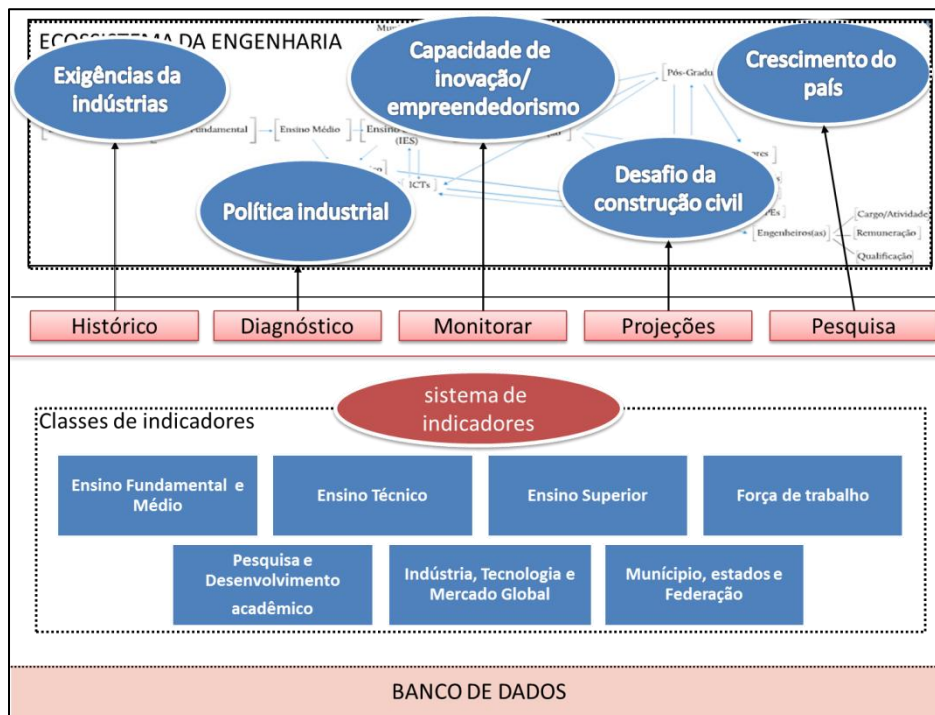 ECOSSISTEMA DA ENGENHARIA
Exigências da
indústrias
Capacidade de
inovação/
empreendedorismo
Crescimento do
país
Fundamental
Ensino Médio
Ensino
(IES)
ICTs
Política industrial
Desafio da
construção civil
Engenheiros(as)
Cargo/Atividade
Remuneração
Qualificação
Histórico
Diagnóstico
Monitorar
Projeções
Pesquisa
sistema de
indicadores
Classes de indicadores
Ensino Fundamental e
Médio
Ensino Técnico
Ensino Superior
Força de trabalho
Pesquisa e
Desenvolvimento
acadêmico
Indústria, Tecnologia e
Mercado Global
Munícipio, estados e
Federação
BANCO DE DADOS